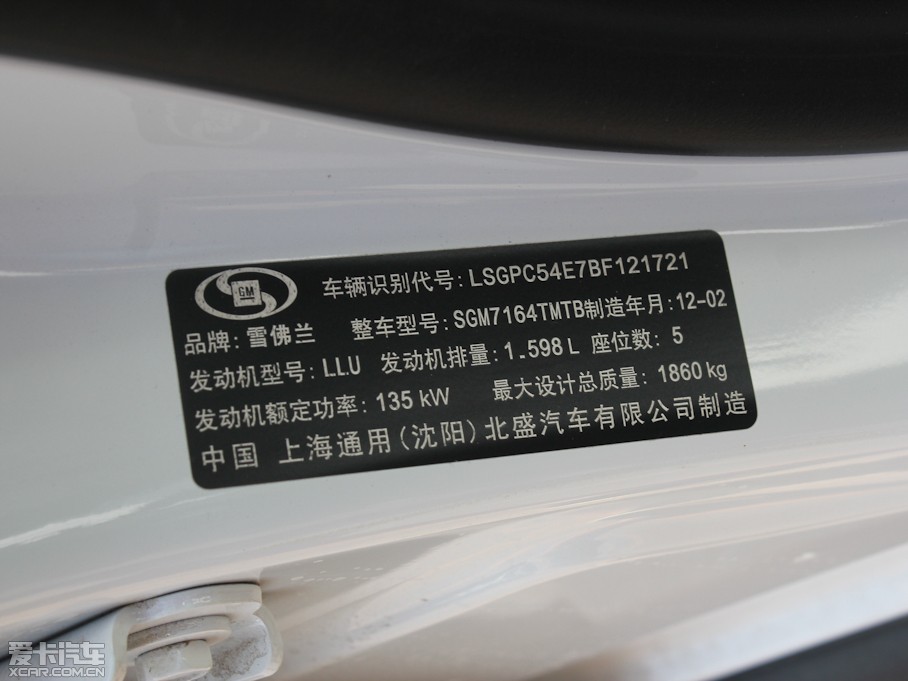 GM
车辆识别代号: LSGPC54E7BF121721
品牌: 雪佛兰 整车型号: SGM7164TMTB制造年月: 12-02
发动机型号: LLU 发动机排量: 1.598L 座位数: 5
发动机额定功率: 135 kW 最大设计总质量: 1860 kg
中国 上海通用(沈阳)北盛汽车有限公司制造
爱卡汽车
XCAR.COM.CN